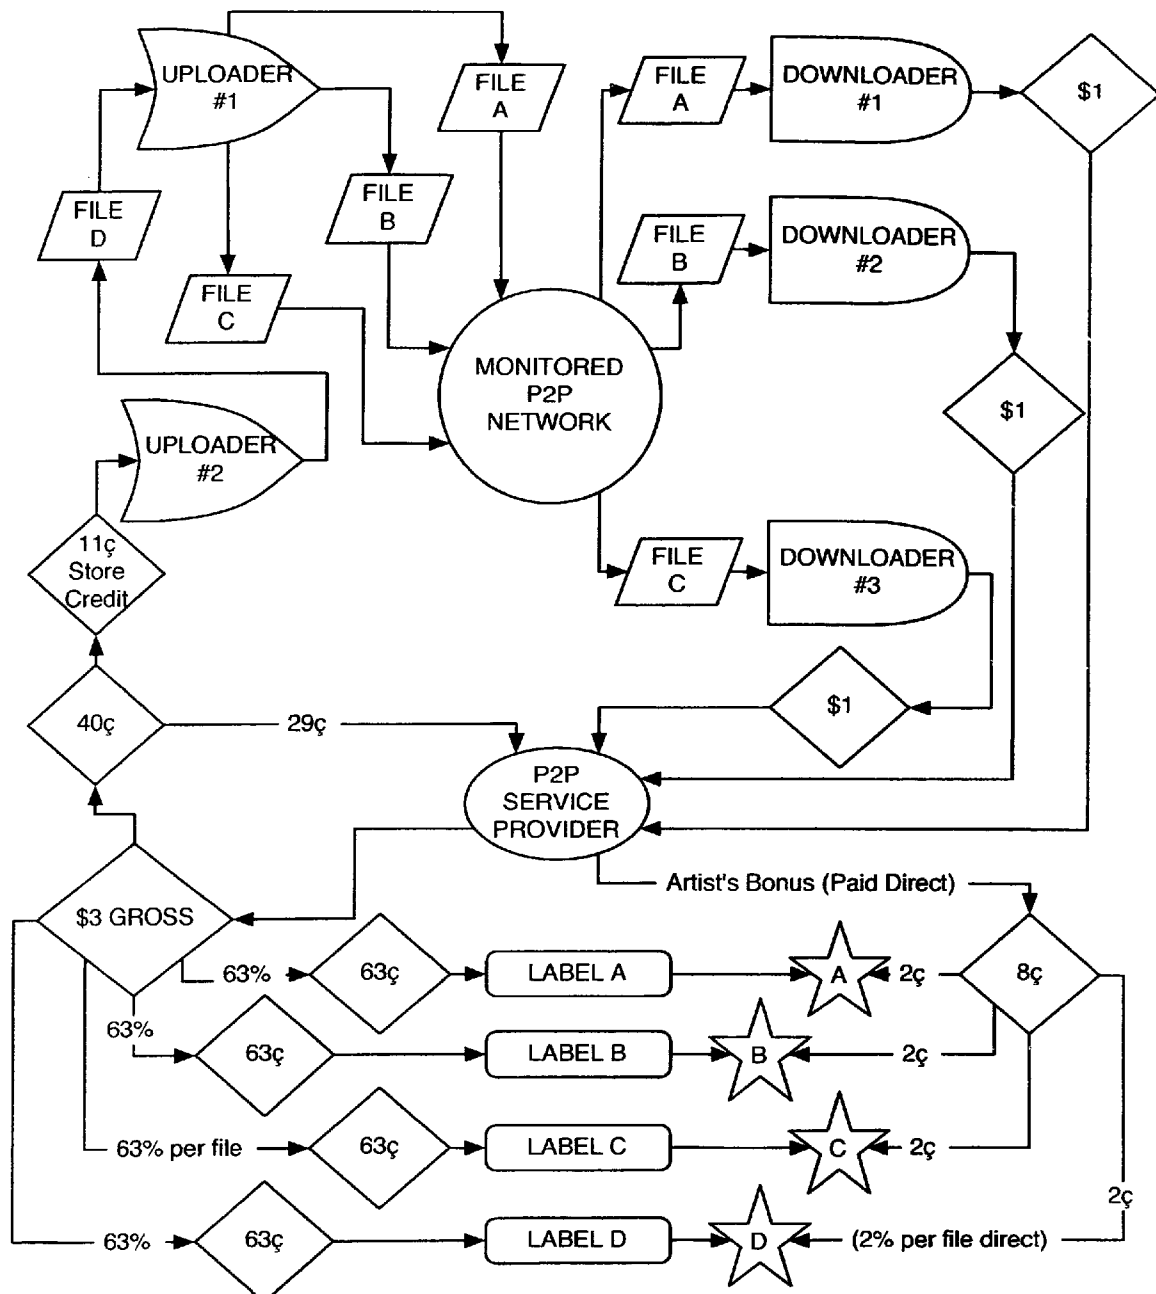 UPLOADER
#1
FILE
A
FILE
A
DOWNLOADER
#1
$1
FILE
D
FILE
B
FILE
B
DOWNLOADER
#2
FILE
C
MONITORED
P2P
NETWORK
$1
UPLOADER
#2
11ç
Store
Credit
FILE
C
DOWNLOADER
#3
40ç
29ç
$1
P2P
SERVICE
PROVIDER
Artist's Bonus (Paid Direct)
$3 GROSS
63%
63ç
LABEL A
A
2ç
8ç
63%
63ç
LABEL B
B
2ç
63% per file
63ç
LABEL C
C
2ç
2ç
63%
63ç
LABEL D
D
(2% per file direct)